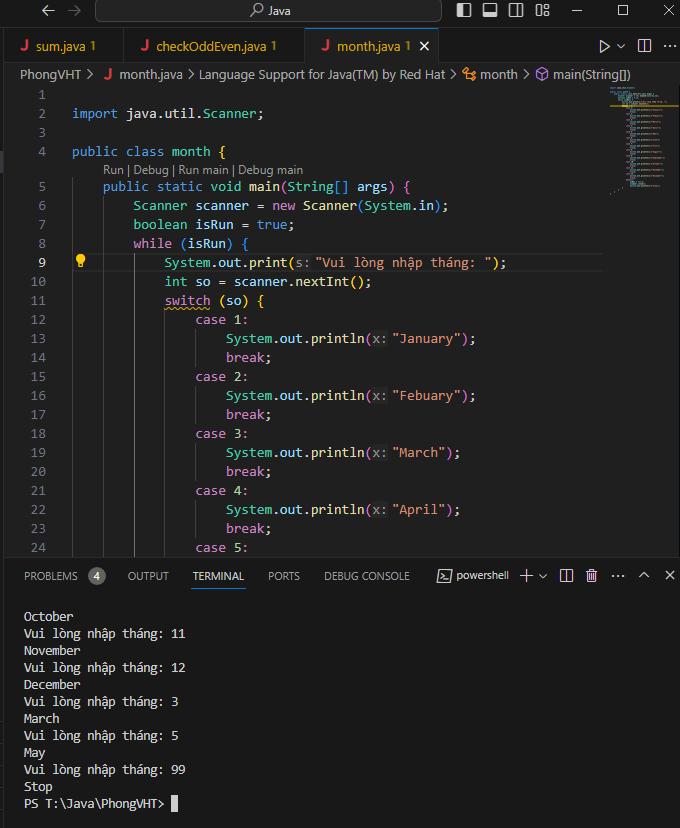 Java
sum.java 1
checkOddEven.java 1
month.java 1
PhongVHT > month.java > Language Support for Java(TM) by Red Hat > month > main(String[])
1
2 import java.util.Scanner;
3
4 public class month {
Run | Debug | Run main | Debug main
5 public static void main(String[] args) {
6 Scanner scanner = new Scanner(System.in);
7 boolean isRun = true;
8 while (isRun) {
9 System.out.print(s: "Vui lòng nhập tháng: ");
10 int so = scanner.nextInt();
11 switch (so) {
12 case 1:
13 System.out.println(x: "January");
14 break;
15 case 2:
16 System.out.println(x: "Febuary");
17 break;
18 case 3:
19 System.out.println(x: "March");
20 break;
21 case 4:
22 System.out.println(x: "April");
23 break;
24 case 5:
PROBLEMS 4 OUTPUT TERMINAL PORTS DEBUG CONSOLE powershell
October
Vui lòng nhập tháng: 11
November
Vui lòng nhập tháng: 12
December
Vui lòng nhập tháng: 3
March
Vui lòng nhập tháng: 5
May
Vui lòng nhập tháng: 99
Stop
PS T:\Java\PhongVHT>